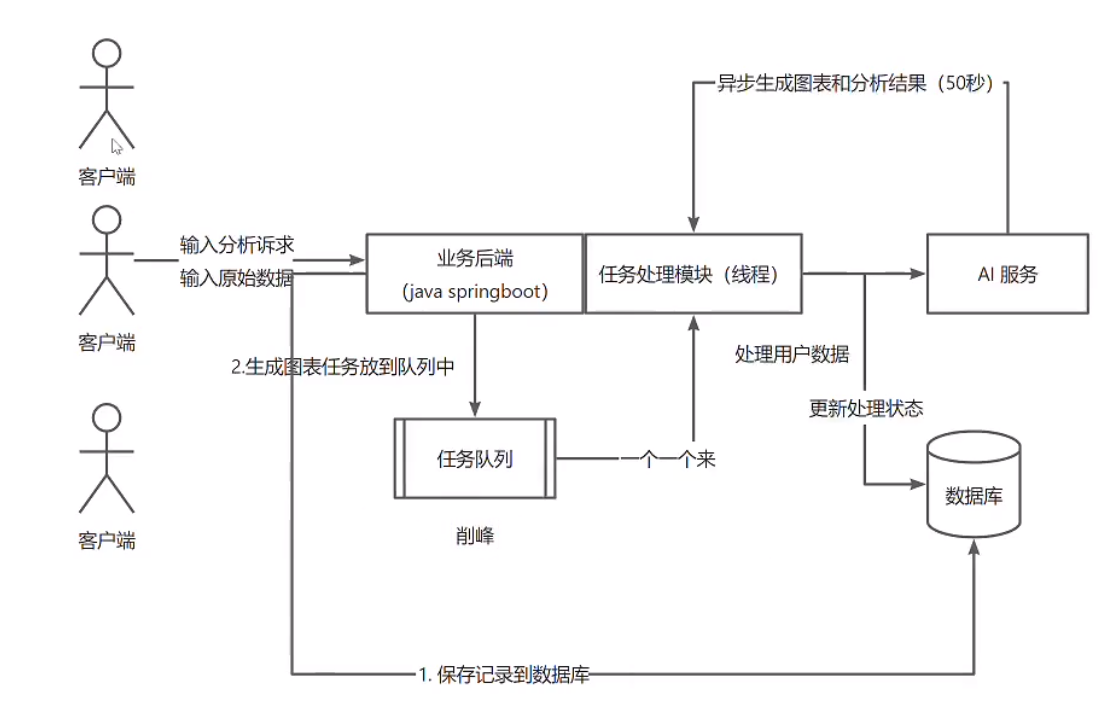 异步生成图表和分析结果（50秒）
客户端
输入分析诉求
输入原始数据
业务后端
（java springboot）
任务处理模块（线程）
AI 服务
客户端
2.生成图表任务放到队列中
处理用户数据
更新处理状态
任务队列
一个一个来
数据库
削峰
客户端
1. 保存记录到数据库